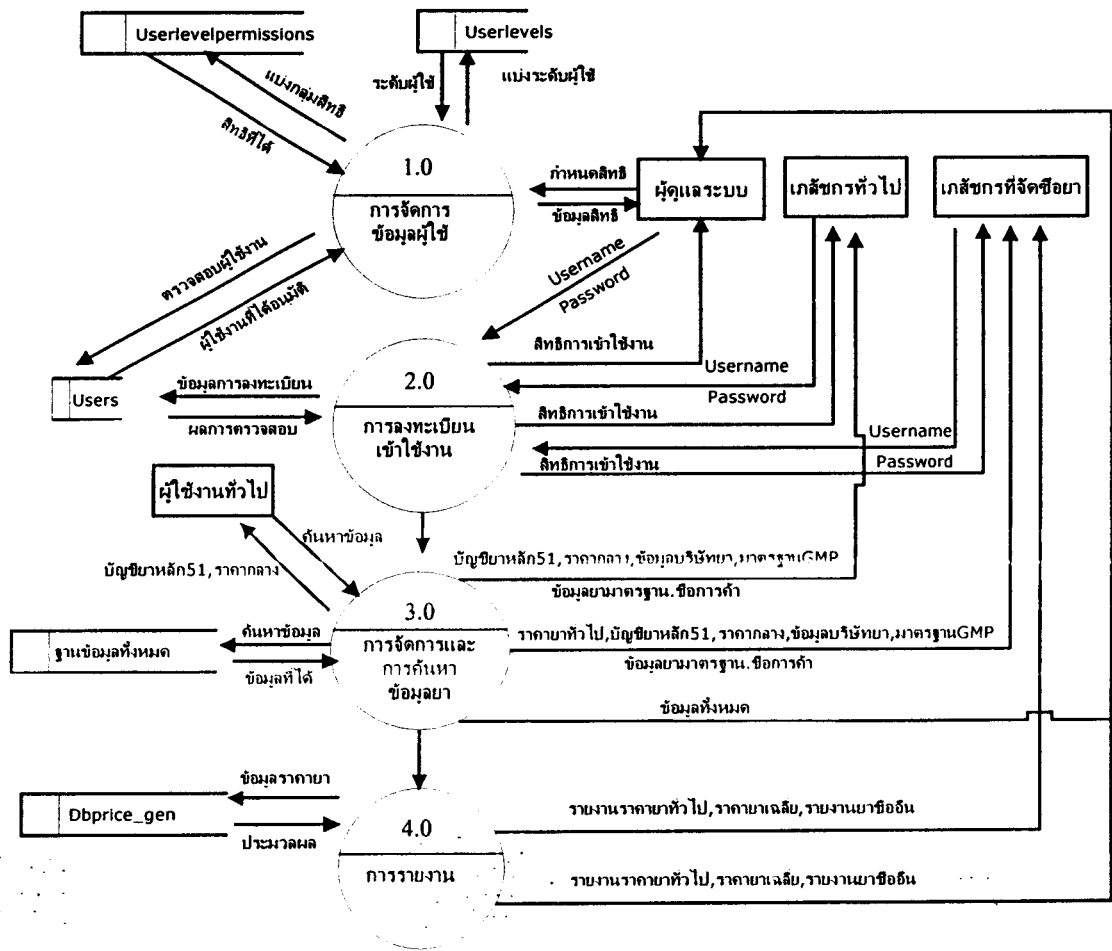 Userlevelpermissions
Userlevels
แบ่งกลุ่มสิทธิ
สิทธิที่ได้
ระดับผู้ใช้
แบ่งระดับผู้ใช้
1.0
การจัดการ
ข้อมูลผู้ใช้
กำหนดสิทธิ
ข้อมูลสิทธิ
ผู้ดูแลระบบ
เภสัชกรทั่วไป
เภสัชกรที่จัดซื้อยา
ตรวจสอบผู้ใช้งาน
ผู้ใช้งานที่ได้อนุมัติ
Username
Password
Users
ข้อมูลการลงทะเบียน
ผลการตรวจสอบ
2.0
การลงทะเบียน
เข้าใช้งาน
สิทธิการเข้าใช้งาน
Username
Password
สิทธิการเข้าใช้งาน
Username
Password
สิทธิการเข้าใช้งาน
ผู้ใช้งานทั่วไป
ค้นหาข้อมูล
บัญชียาหลัก51,ราคากลาง
บัญชียาหลัก51,ราคากลาง,ข้อมูลบริษัทยา,มาตรฐานGMP
ข้อมูลยามาตรฐาน.ชื่อการค้า
3.0
การจัดการและ
การค้นหา
ข้อมูลยา
ฐานข้อมูลทั้งหมด
ค้นหาข้อมูล
ข้อมูลที่ได้
ราคายาทั่วไป,บัญชียาหลัก51,ราคากลาง,ข้อมูลบริษัทยา,มาตรฐานGMP
ข้อมูลยามาตรฐาน.ชื่อการค้า
ข้อมูลทั้งหมด
Dbprice_gen
ข้อมูลราคายา
ประมวลผล
4.0
การรายงาน
รายงานราคายาทั่วไป,ราคายาเฉลี่ย,รายงานยาชื่ออื่น
รายงานราคายาทั่วไป,ราคายาเฉลี่ย,รายงานยาชื่ออื่น